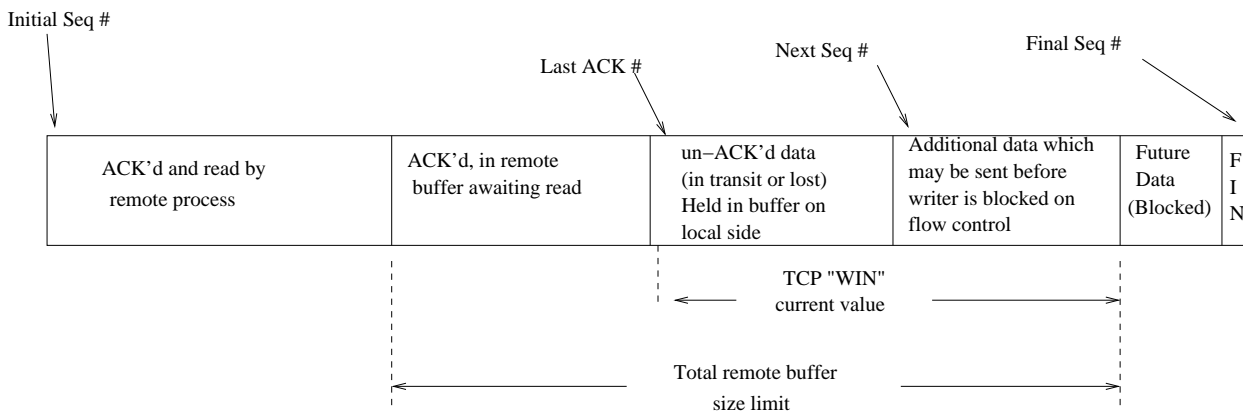 Initial Seq #
Last ACK #
Next Seq #
Final Seq #
ACK'd and read by
remote process
ACK'd, in remote
buffer awaiting read
un−ACK'd data
(in transit or lost)
Held in buffer on
local side
Additional data which
may be sent before
writer is blocked on
flow control
Future
Data
(Blocked)
F
I
N
TCP "WIN"
current value
Total remote buffer
size limit